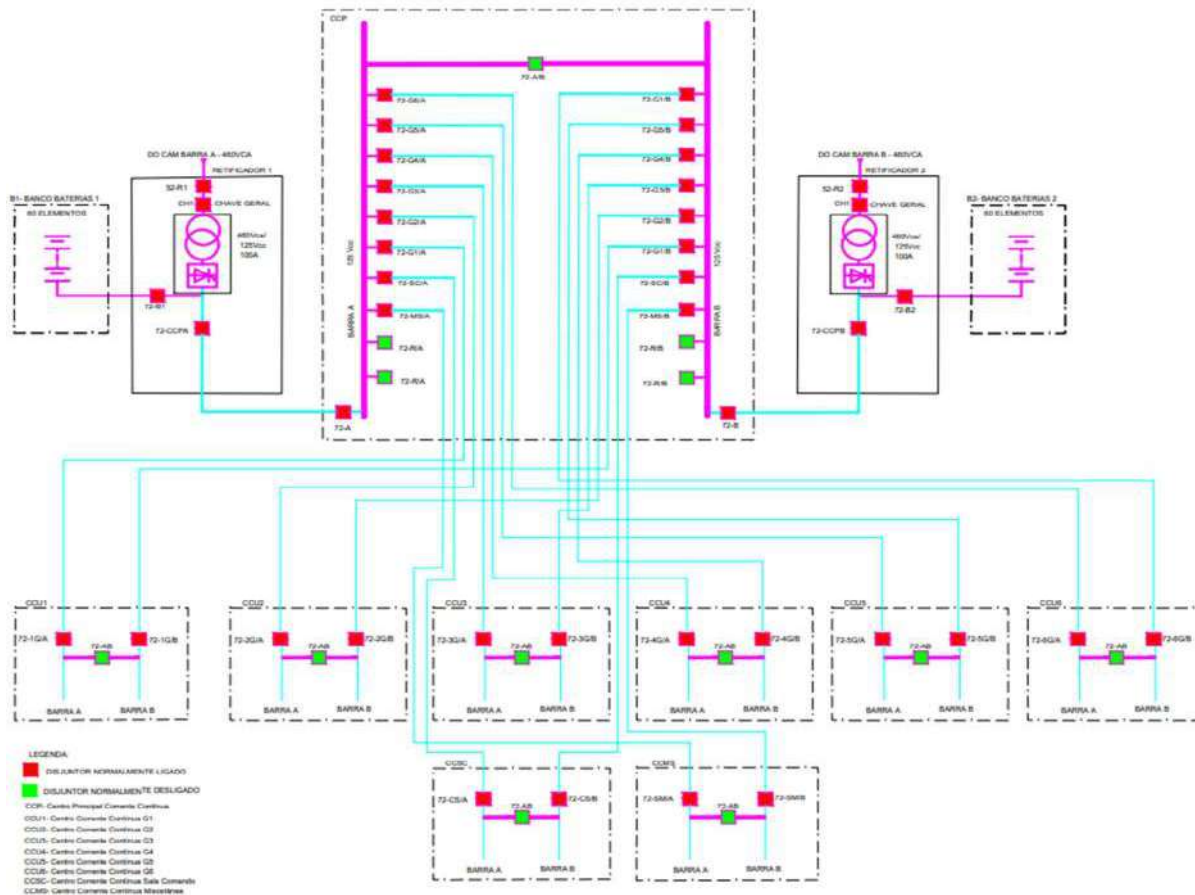 CCP
72-A/B
72-G6/A
72-G5/A
72-G4/A
72-G3/A
72-G2/A
72-G1/A
72-SC/A
72-MS/A
72-R/A
72-R/A
125 Vcc
BARRA A
72-A
72-G1/B
72-G5/B
72-G4/B
72-G3/B
72-G2/B
72-G1/B
72-SC/B
72-MS/B
72-R/B
72-R/B
125 Vcc
BARRA B
72-B
DO CAM BARRA A - 480VCA
RETIFICADOR 1
52-R1
CH1
CHAVE GERAL
480Vca/
125Vcc
100A
B1- BANCO BATERIAS 1
60 ELEMENTOS
72-B1
72-CCPA
DO CAM BARRA B - 480VCA
RETIFICADOR 2
52-R2
CH1
CHAVE GERAL
480Vca/
125Vcc
100A
B2- BANCO BATERIAS 2
60 ELEMENTOS
72-B2
72-CCPB
CCU1
72-1G/A
72-1G/B
72-AB
BARRA A
BARRA B
CCU2
72-2G/A
72-2G/B
72-AB
BARRA A
BARRA B
CCU3
72-3G/A
72-3G/B
72-AB
BARRA A
BARRA B
CCU4
72-4G/A
72-4G/B
72-AB
BARRA A
BARRA B
CCU5
72-5G/A
72-5G/B
72-AB
BARRA A
BARRA B
CCU6
72-6G/A
72-6G/B
72-AB
BARRA A
BARRA B
CCSC
72-CS/A
72-CS/B
72-AB
BARRA A
BARRA B
CCMS
72-SM/A
72-SM/B
72-AB
BARRA A
BARRA B
LEGENDA:
DISJUNTOR NORMALMENTE LIGADO
DISJUNTOR NORMALMENTE DESLIGADO
CCP- Centro Principal Corrente Contínua
CCU1- Centro Corrente Contínua G1
CCU2- Centro Corrente Contínua G2
CCU3- Centro Corrente Contínua G3
CCU4- Centro Corrente Contínua G4
CCU5- Centro Corrente Contínua G5
CCU6- Centro Corrente Contínua G6
CCSC- Centro Corrente Contínua Sala Comando
CCMS- Centro Corrente Contínua Miscelânea